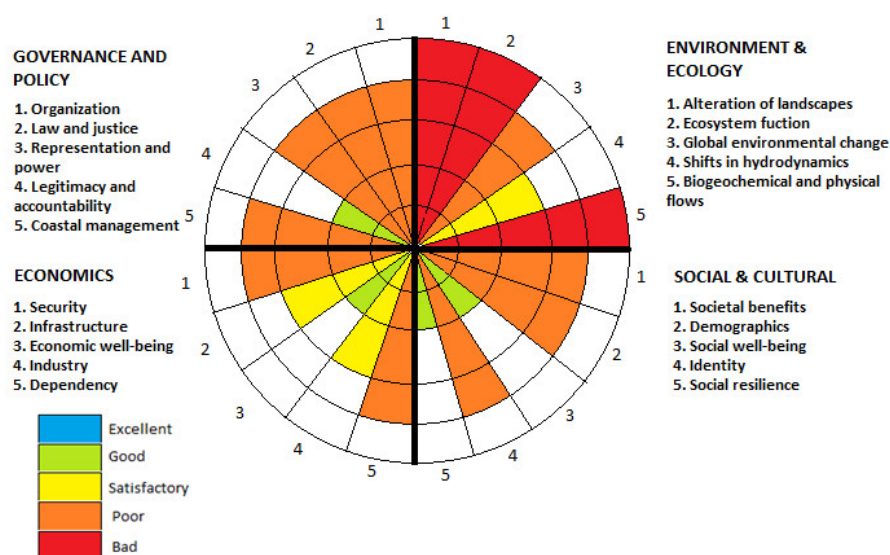 GOVERNANCE AND
POLICY
1. Organization
2. Law and justice
3. Representation and
power
4. Legitimacy and
accountability
5. Coastal management
ECONOMICS
1. Security
2. Infrastructure
3. Economic well-being
4. Industry
5. Dependency
Excellent
Good
Satisfactory
Poor
Bad
1
2
3
4
5
1
2
3
4
5
1
2
3
4
5
1
2
3
4
5
ENVIRONMENT &
ECOLOGY
1. Alteration of landscapes
2. Ecosystem fuction
3. Global environmental change
4. Shifts in hydrodynamics
5. Biogeochemical and physical
flows
SOCIAL & CULTURAL
1. Societal benefits
2. Demographics
3. Social well-being
4. Identity
5. Social resilience